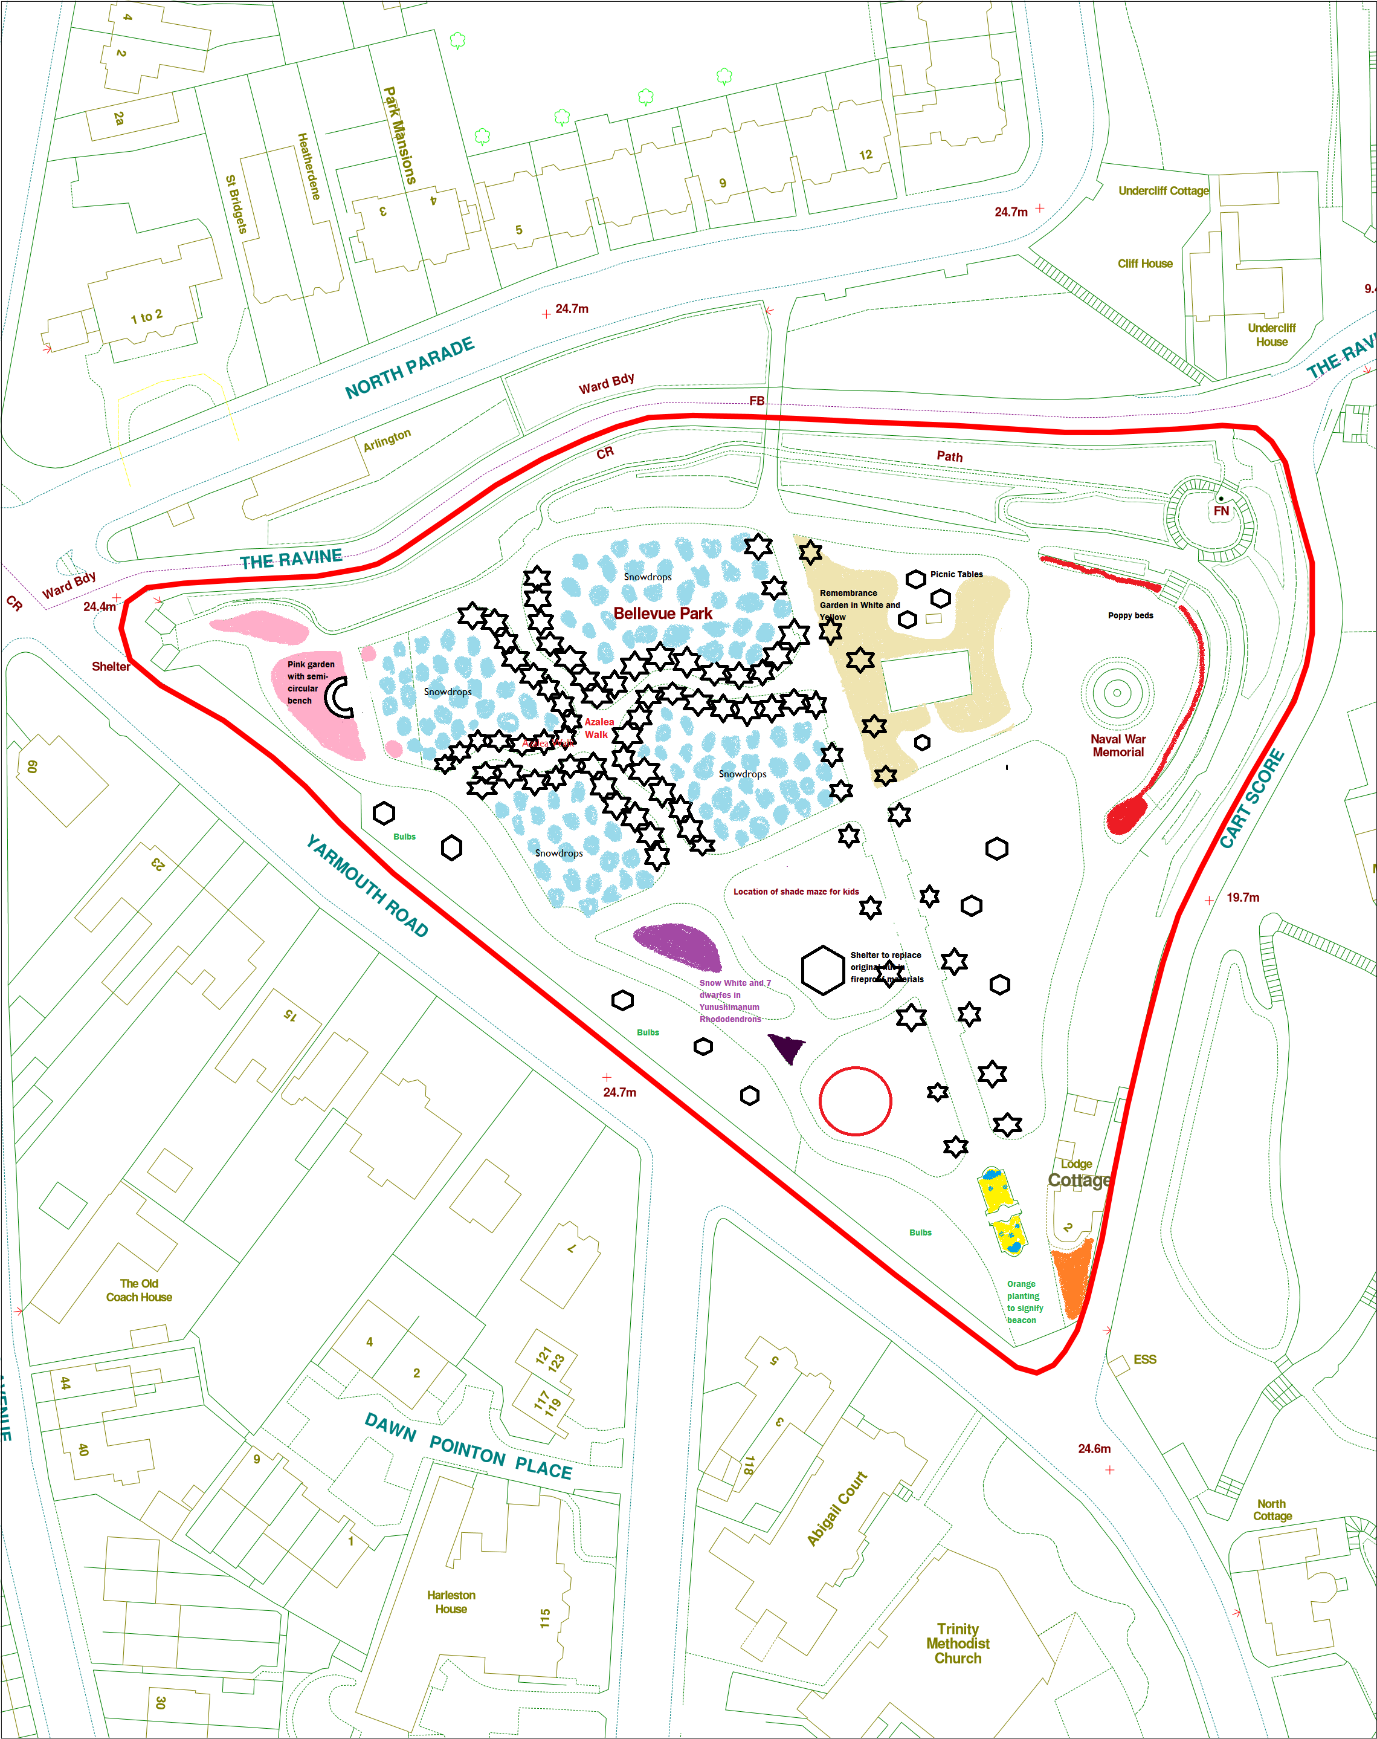 4
2
2a
St Bridgets
Heatherdene
Park Mansions
3
4
5
9
12
1 to 2
24.7m
Undercliff Cottage
Cliff House
Undercliff
House
24.7m
NORTH PARADE
Ward Bdy
FB
THE RAVI
9.
Arlington
CR
Path
FN
THE RAVINE
Ward Bdy
CR
24.4m
Shelter
Snowdrops
Bellevue Park
Remembrance
Garden in White and
Yellow
Picnic Tables
Poppy beds
Pink garden
with semi-
circular
bench
Snowdrops
Azalea
Walk
Snowdrops
Naval War
Memorial
CART SCORE
60
23
YARMOUTH ROAD
Bulbs
Snowdrops
Location of shade maze for kids
19.7m
Shelter to replace
original
fireproof materials
Snow White and 7
dwarfes in
Yunushimanum
Rhododendrons
Bulbs
15
24.7m
Lodge
Cottage
2
Bulbs
Orange
planting
to signify
beacon
7
The Old
Coach House
4
2
121
123
117
119
ESS
5
3
118
44
40
9
1
AVENUE
DAWN POINTON PLACE
Abigail Court
24.6m
North
Cottage
Harleston
House
115
Trinity
Methodist
Church
30